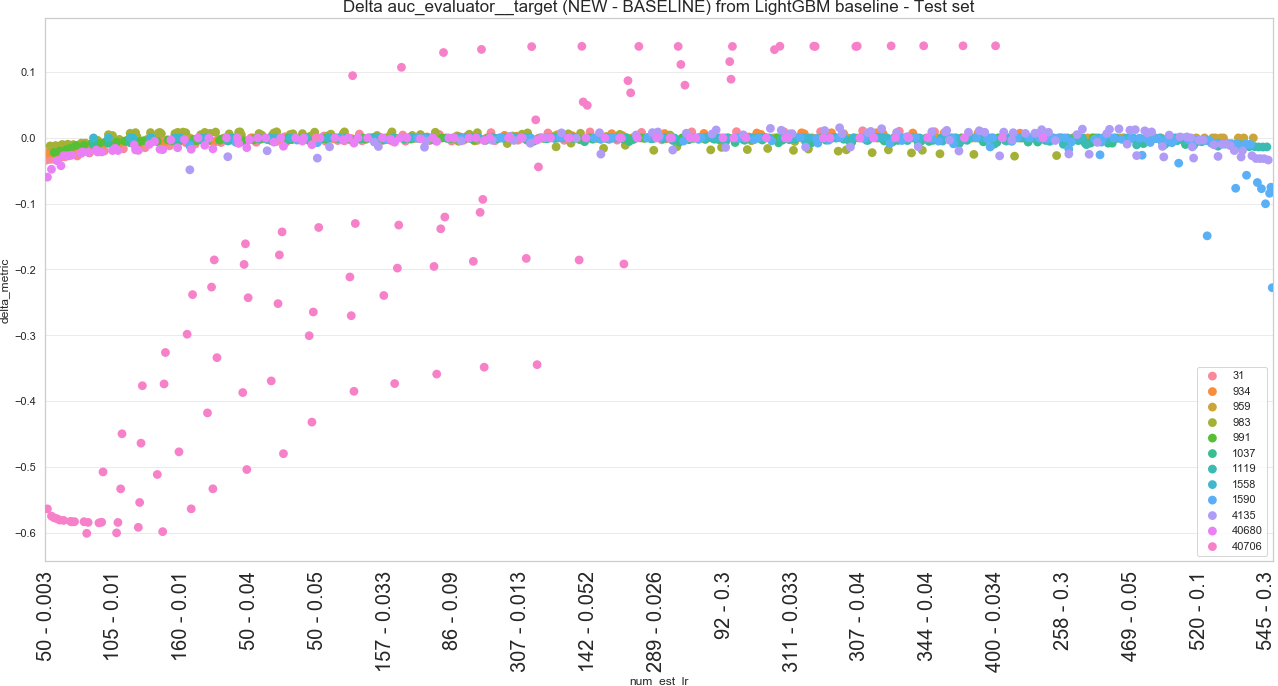 Delta auc_evaluator__target (NEW - BASELINE) from LightGBM baseline - Test set
delta_metric
0.1
0.0
−0.1
−0.2
−0.3
−0.4
−0.5
−0.6
31
934
959
983
991
1037
1119
1558
1590
4135
40680
40706
50 - 0.003
105 - 0.01
160 - 0.01
50 - 0.04
50 - 0.05
157 - 0.033
86 - 0.09
307 - 0.013
142 - 0.052
289 - 0.026
92 - 0.3
311 - 0.033
307 - 0.04
344 - 0.04
400 - 0.034
258 - 0.3
469 - 0.05
520 - 0.1
545 - 0.3
num_est_lr